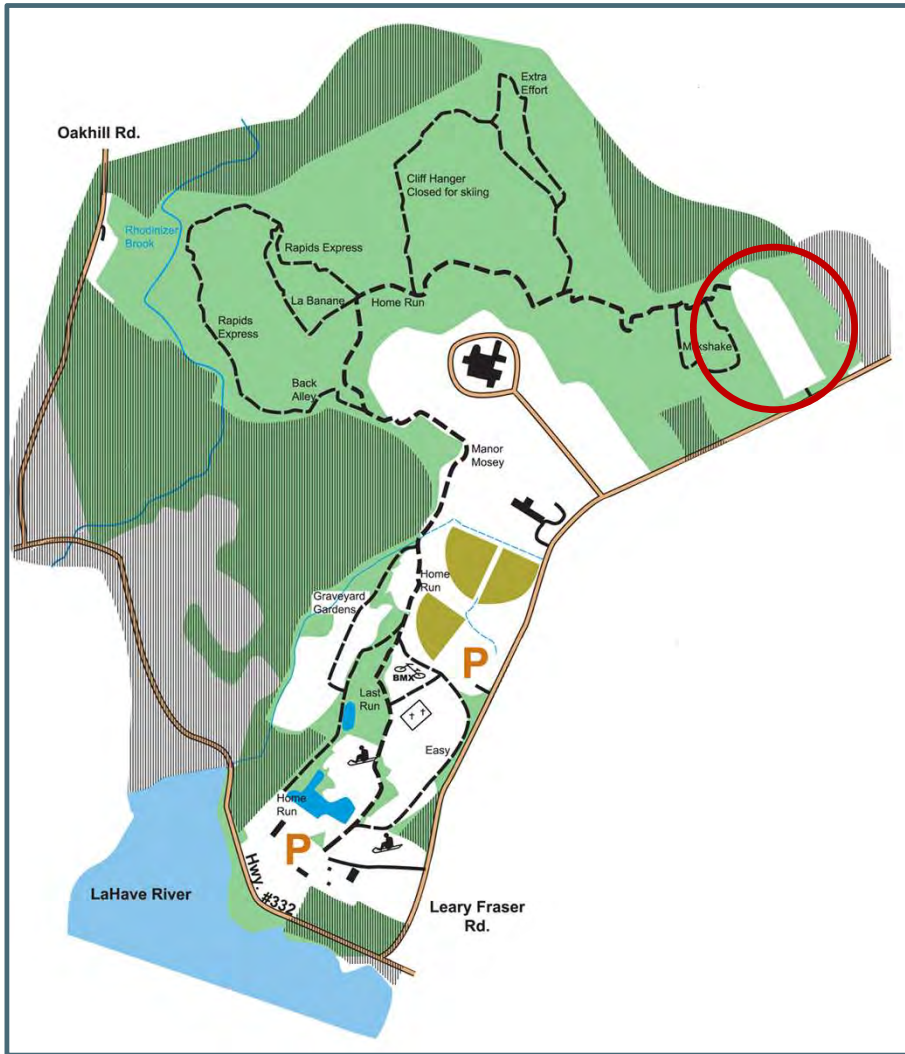 Extra
Effort
Oakhill Rd.
Cliff Hanger
Closed for skiing
Rhodinizer
Brook
Rapids Express
La Banane
Home Run
Rapids
Express
Milkshake
Back
Alley
Manor
Mosey
Home
Run
Graveyard
Gardens
P
BMX
Last
Run
Easy
Home
Run
P
Hwy. #332
LaHave River
Leary Fraser
Rd.